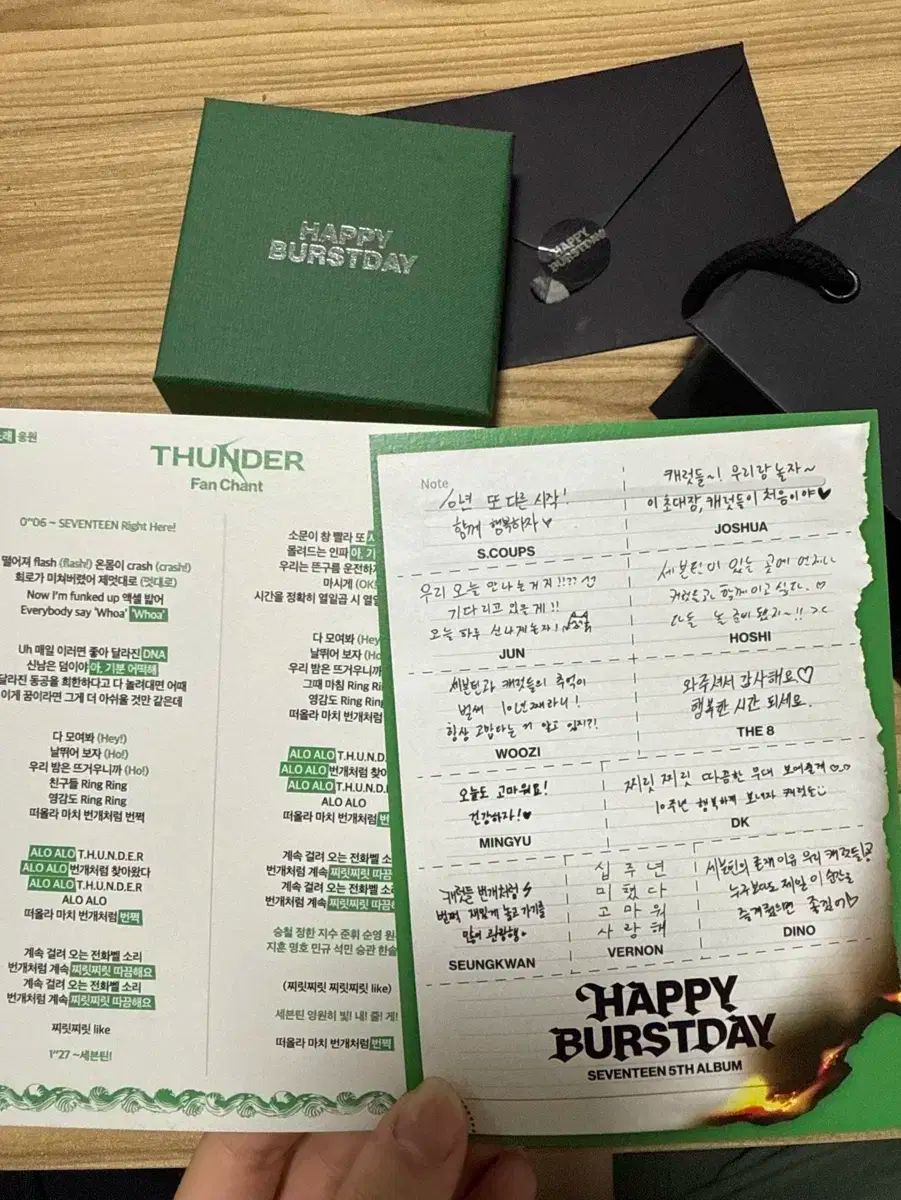 HAPPY
BURSTDAY
HAPPY
BURSTDAY
응원
THUNDER
Fan Chant
0"06 ~ SEVENTEEN Right Here!
떨어져 flash (flash!) 온몸이 crash (crash!)
회로가 미쳐버렸어 제멋대로 (멋대로)
Now I'm funked up 액셀 밟어
Everybody say 'Whoa' 'Whoa'
Uh 매일 이러면 좋아 달라진 DNA
신남은 덤이야 아, 기분 어떡해
달라진 동공을 희한하다고 다 놀려대면 어때
이게 꿈이라면 그게 더 아쉬울 것만 같은데
다 모여봐 (Hey!)
날뛰어 보자 (Ho!)
우리 밤은 뜨거우니까 (Ho!)
친구들 Ring Ring
영감도 Ring Ring
떠올라 마치 번개처럼 번쩍
ALO ALO T.H.U.N.D.E.R
ALO ALO 번개처럼 찾아왔다
ALO ALO T.H.U.N.D.E.R
ALO ALO
떠올라 마치 번개처럼 번쩍
계속 걸려 오는 전화벨 소리
번개처럼 계속 찌릿찌릿 따끔해요
계속 걸려 오는 전화벨 소리
번개처럼 계속 찌릿찌릿 따끔해요
찌릿찌릿 like
1"27 ~세븐틴!
소문이 창 빨라 또
몰려드는 인파 아,
우리는 뜬구름 운전하
마시게 (OK
시간을 정확히 열일곱 시 열일
다 모여봐 (Hey
날뛰어 보자 (Ho
우리 밤은 뜨거우니까
그때 마침 Ring Ri
영감도 Ring Rin
떠올라 마치 번개처럼
ALO ALO T.H.U.N.D.
ALO ALO 번개처럼 찾아
ALO ALO T.H.U.N.D.
ALO ALO
떠올라 마치 번개처럼 번
계속 걸려 오는 전화벨 소
번개처럼 계속 찌릿찌릿 따끔
계속 걸려 오는 전화벨 소
번개처럼 계속 찌릿찌릿 따끔
승철 정한 지수 준휘 순영 원
지훈 명호 민규 석민 승관 한솔
(찌릿찌릿 찌릿찌릿 like)
세븐틴 영원히 빛! 내! 줄! 게!
떠올라 마치 번개처럼 번쩍
Note
10년 또 다른 시작!
함께 행복하자♥
S.COUPS
캐럿들~! 우리랑 놀자~
이 초대장, 캐럿들이 처음이야♥
JOSHUA
우리 오늘 만나는거지!!??
기다리고 있을게!!
오늘 하루 신나게 놀자!
JUN
세븐틴이 있는 곳에 언제나
캐럿들과 함께이고 싶다. ♡
다들 놀 준비 됐지~!! ><
HOSHI
세븐틴과 캐럿들의 추억이
벌써 10년째라니!
항상 고맙다는 거 알고 있지?!
WOOZI
와주셔서 감사해요♡
행복한 시간 되세요.
THE 8
오늘도 고마워요!
건강하자!♥
MINGYU
찌릿 찌릿 따끔한 무대 보여줄게
10주년 행복하게 보내자 캐럿
DK
캐럿들 번개처럼
번쩍 재밌게 놀고 가기를
SEUNGKWAN
십주년
미쳤다
고마워
사랑해
VERNON
세븐틴의 존재이유 우리 캐럿들
누구보다도 제일 이 순간을
즐겨줬으면 좋겠어♡
DINO
HAPPY
BURSTDAY
SEVENTEEN 5TH ALBUM